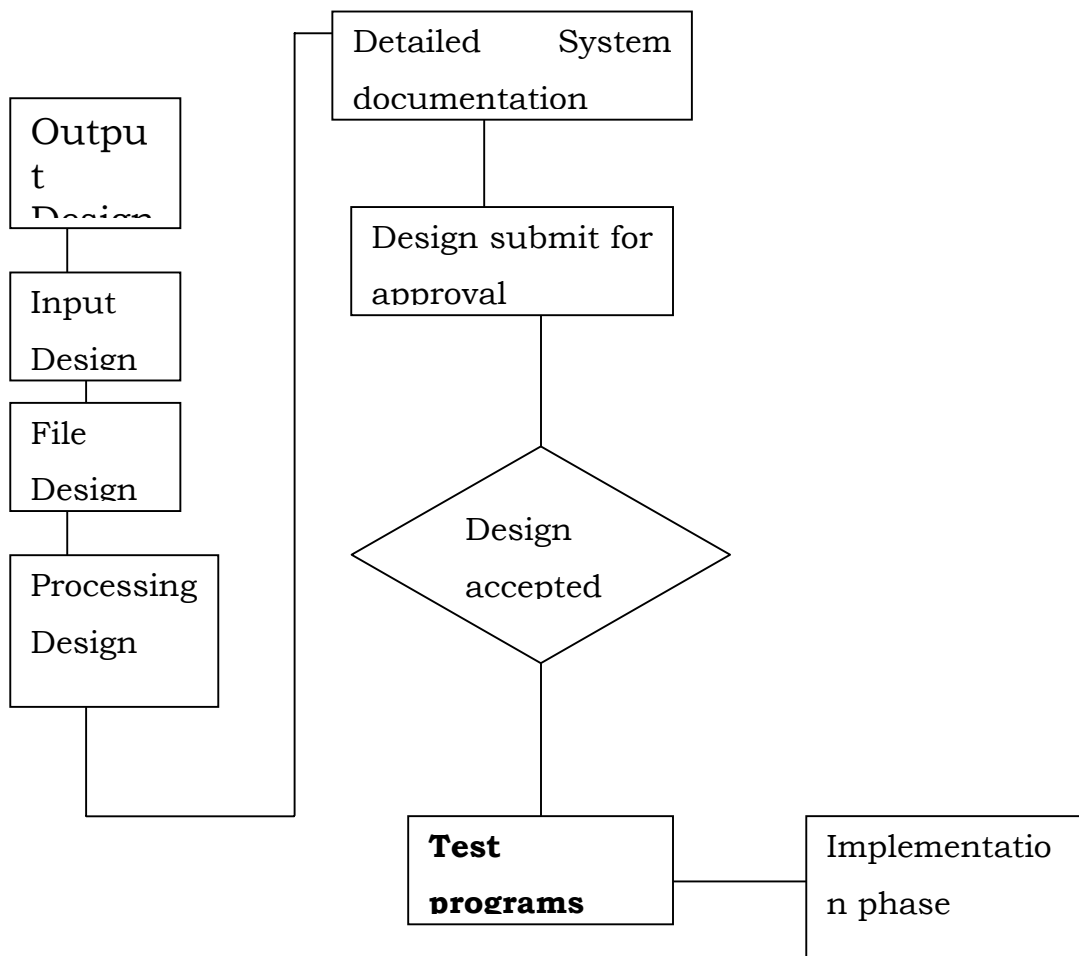 Outpu
t
Design
Input
Design
File
Design
Processing
Design
Detailed System
documentation
Design submit for
approval
Design
accepted
Test
programs
Implementatio
n phase